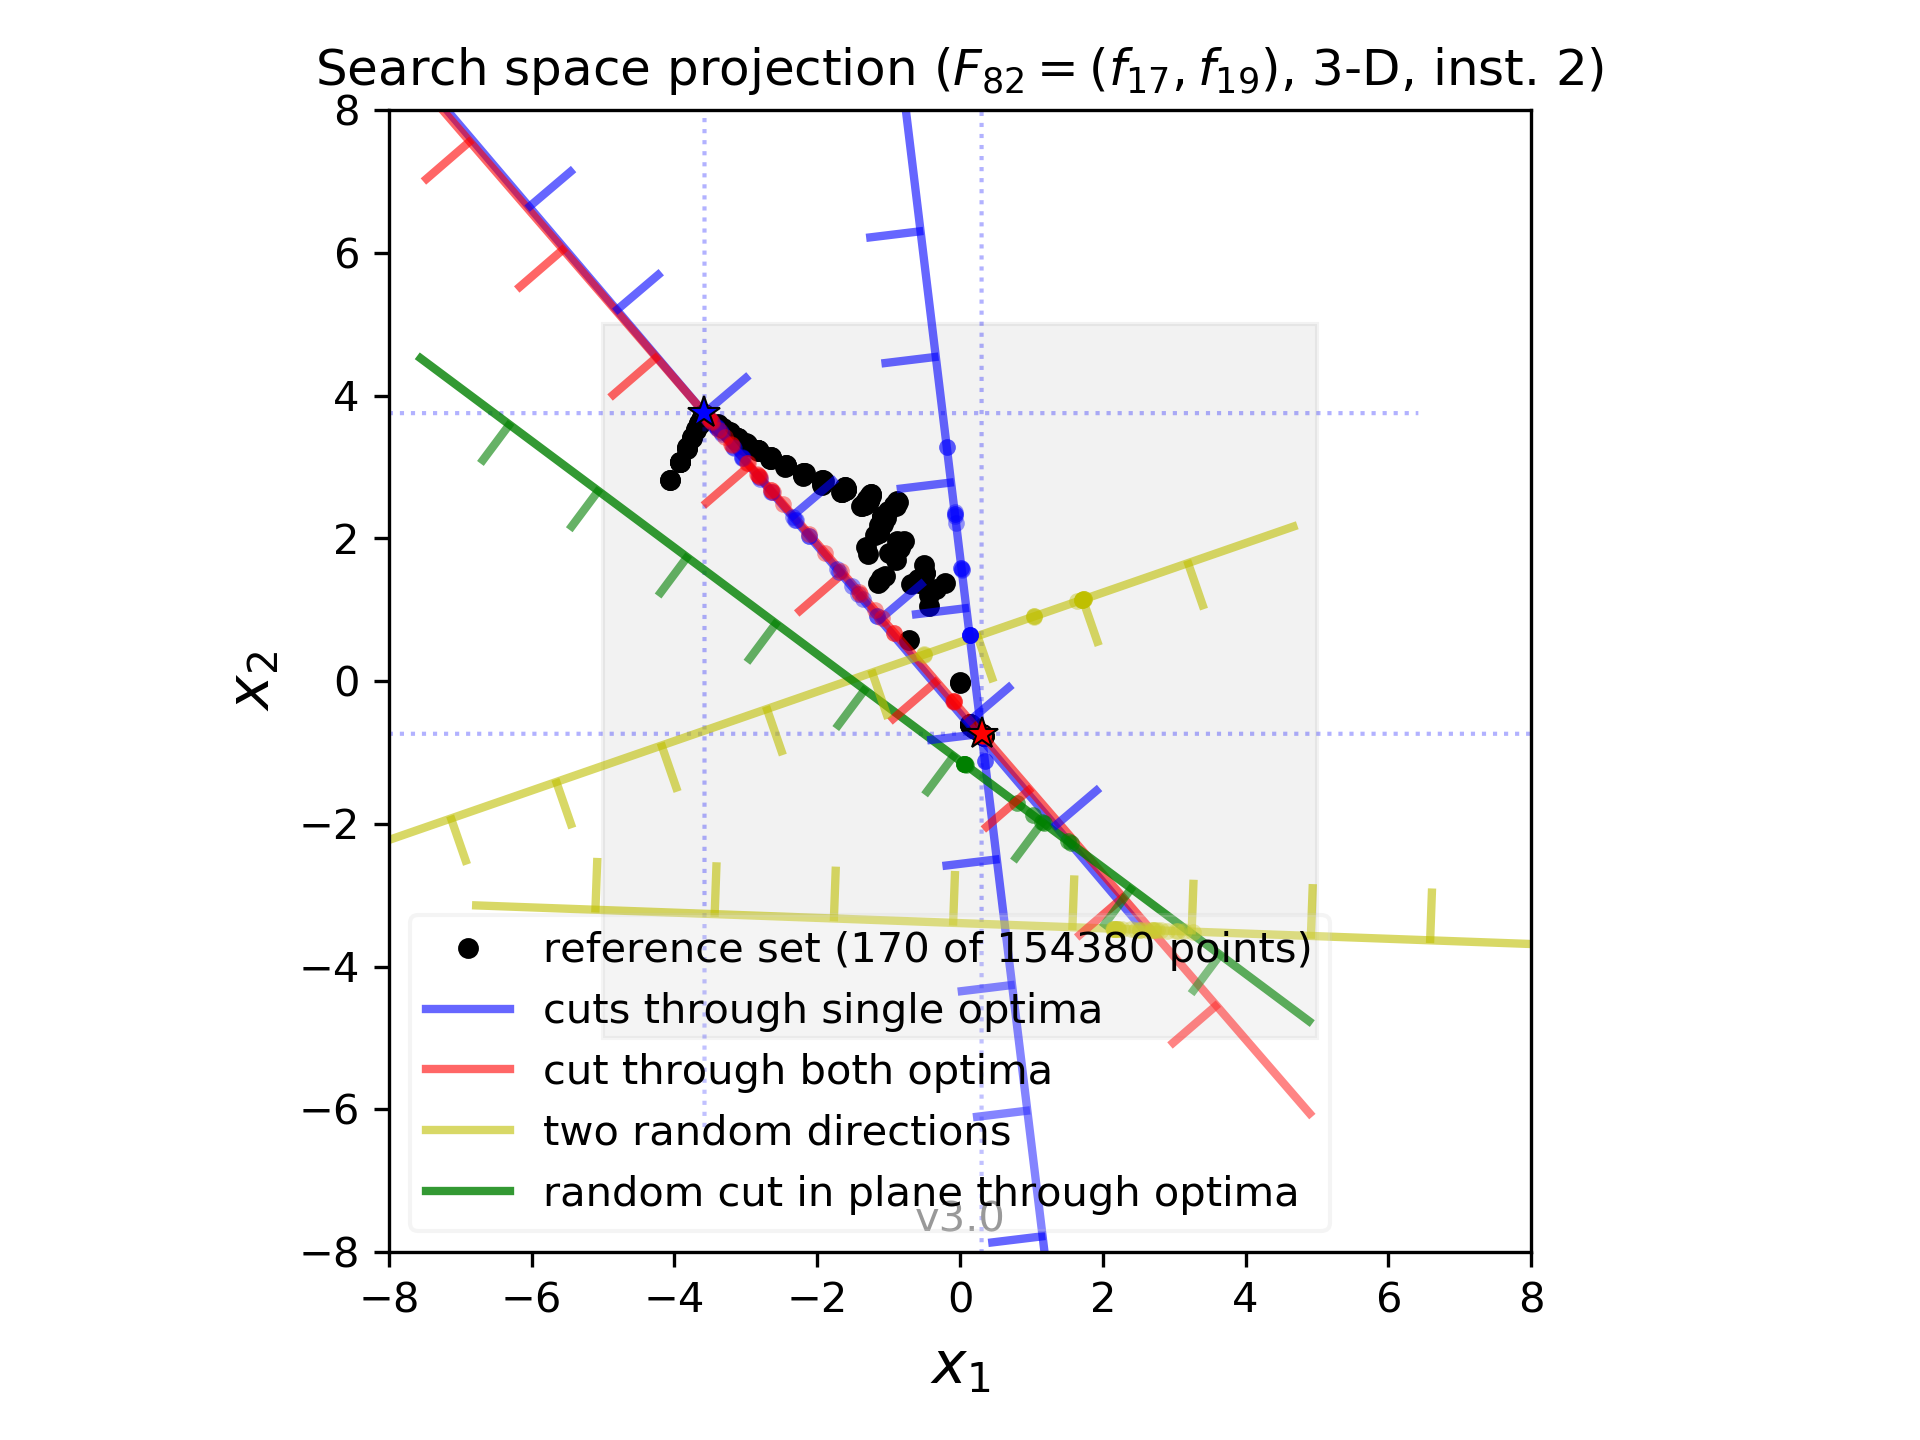 Search space projection (F82 = (f17, f19), 3-D, inst. 2)
8
6
4
2
0
−2
−4
−6
−8
x2
reference set (170 of 154380 points)
cuts through single optima
cut through both optima
two random directions
random cut in plane through optima
v3.0
−8 −6 −4 −2 0 2 4 6 8
x1